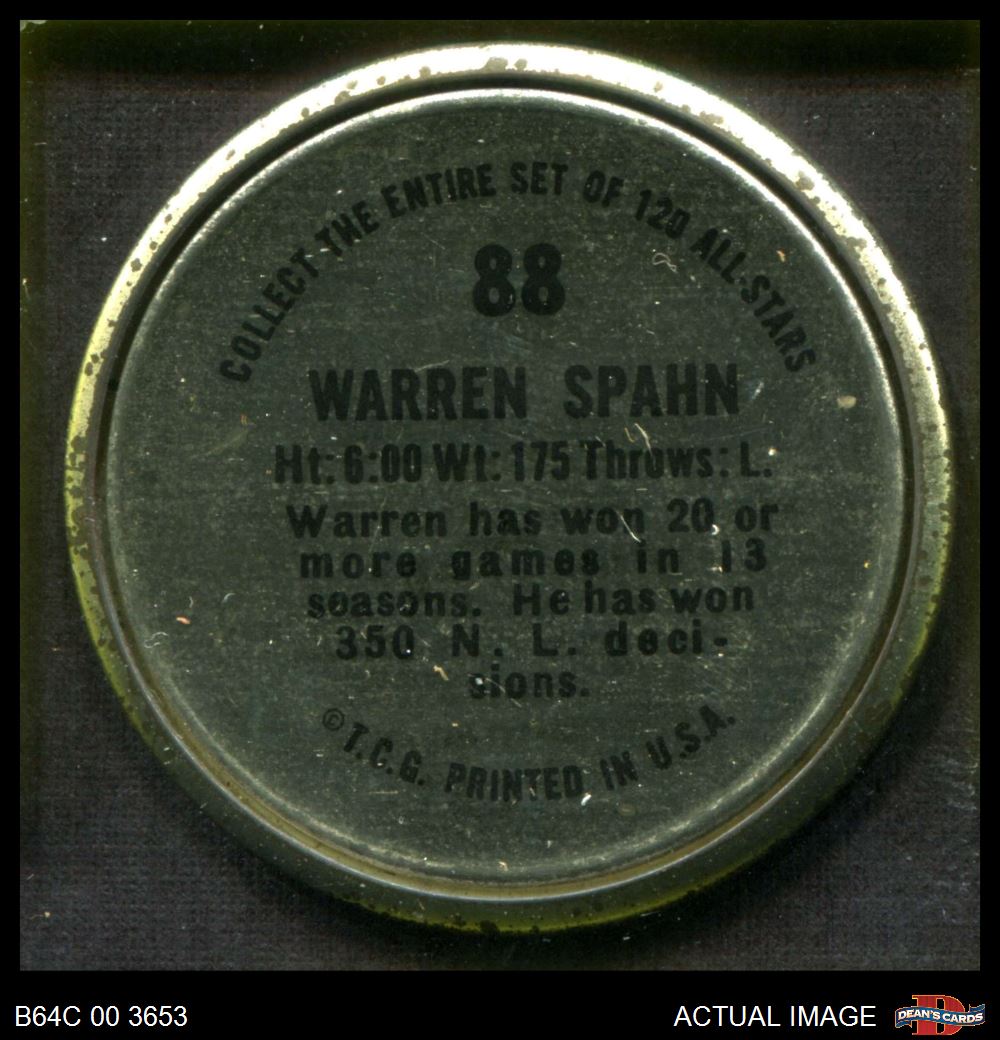 COLLECT THE ENTIRE SET OF 120 ALL-STARS
88
WARREN SPAHN
Ht: 6:00 Wt: 175 Throws: L.
Warren has won 20 or
more games in 13
seasons. He has won
350 N. L. deci-
sions.
© T.C.G. PRINTED IN U.S.A.
B64C 00 3653
ACTUAL IMAGE
D
DEAN'S CARDS